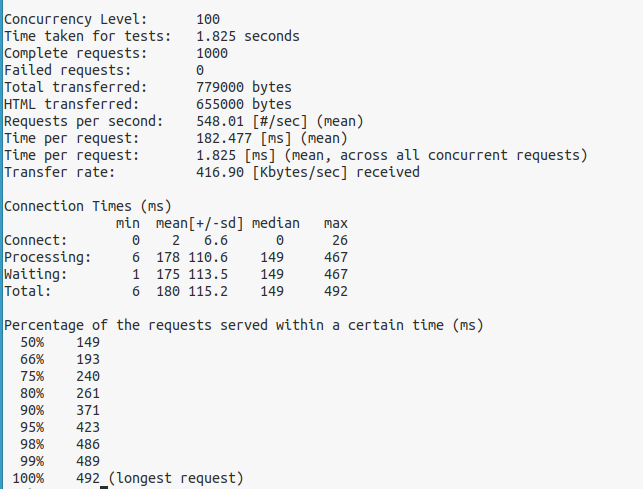 Concurrency Level:      100
Time taken for tests:   1.825 seconds
Complete requests:      1000
Failed requests:        0
Total transferred:      779000 bytes
HTML transferred:       655000 bytes
Requests per second:    548.01 [#/sec] (mean)
Time per request:       182.477 [ms] (mean)
Time per request:       1.825 [ms] (mean, across all concurrent requests)
Transfer rate:          416.90 [Kbytes/sec] received
Connection Times (ms)
              min  mean[+/-sd] median   max
Connect:        0    2   6.6      0      26
Processing:     6  178 110.6    149     467
Waiting:        1  175 113.5    149     467
Total:          6  180 115.2    149     492
Percentage of the requests served within a certain time (ms)
  50%    149
  66%    193
  75%    240
  80%    261
  90%    371
  95%    423
  98%    486
  99%    489
 100%    492 (longest request)